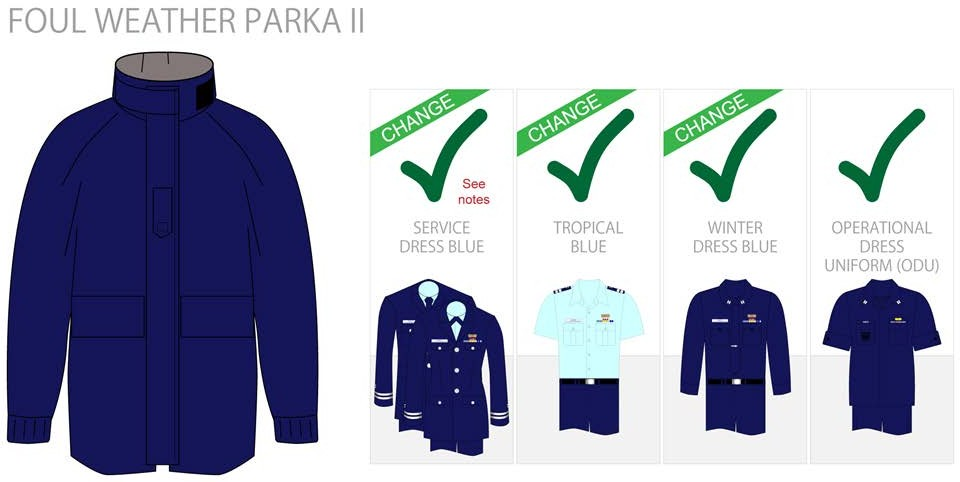 FOUL WEATHER PARKA II
CHANGE
See
notes
SERVICE
DRESS BLUE
CHANGE
TROPICAL
BLUE
CHANGE
WINTER
DRESS BLUE
OPERATIONAL
DRESS
UNIFORM (ODU)